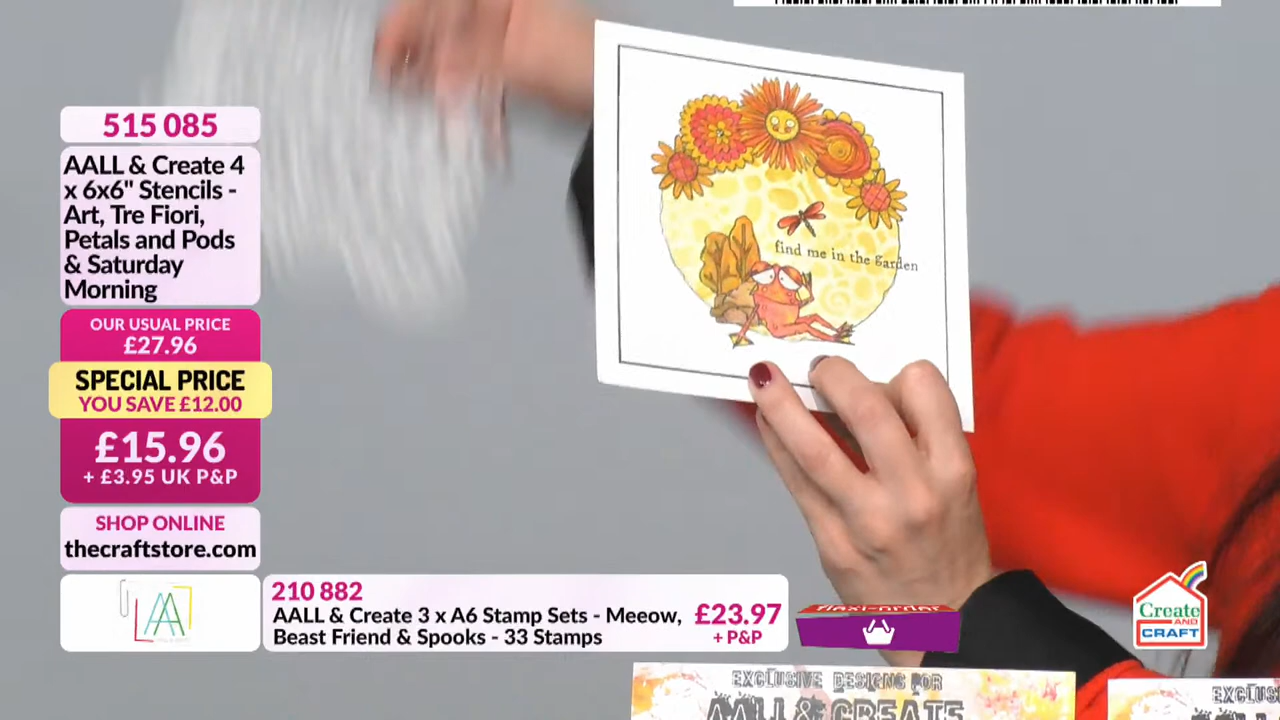 515 085
AALL & Create 4
x 6x6" Stencils -
Art, Tre Fiori,
Petals and Pods
& Saturday
Morning
OUR USUAL PRICE
£27.96
SPECIAL PRICE
YOU SAVE £12.00
£15.96
+ £3.95 UK P&P
SHOP ONLINE
thecraftstore.com
find me in the garden
210 882
AALL & Create 3 x A6 Stamp Sets - Meeow,
Beast Friend & Spooks - 33 Stamps
£23.97
+ P&P
flexi-order
Create
AND
CRAFT
EXCLUSIVE DESIGNS FOR
AALL & CREATE